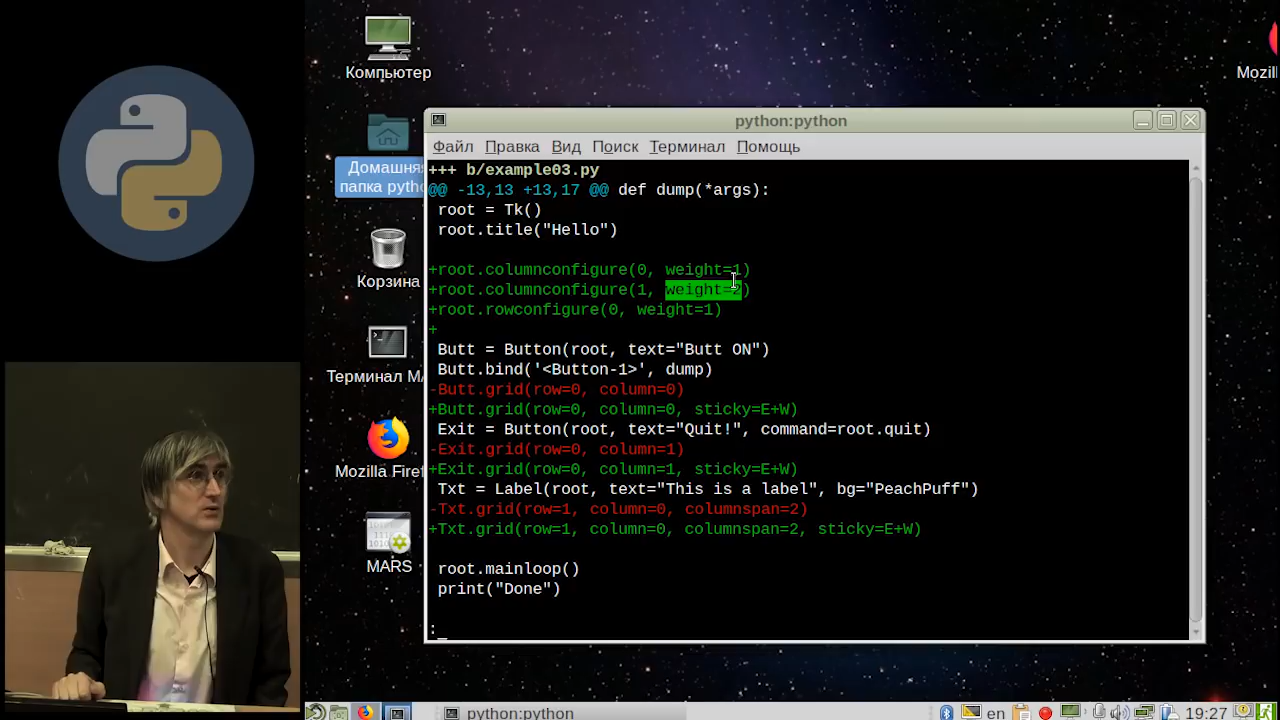 Компьютер
Mozil
python:python
Файл Правка Вид Поиск Терминал Помощь
Домашняя
папка pytho
Корзина
Терминал MA
Mozilla Firef
MARS
+++ b/example03.py
@@ -13,13 +13,17 @@ def dump(*args):
root = Tk()
root.title("Hello")
+root.columnconfigure(0, weight=1)
+root.columnconfigure(1, weight=2)
+root.rowconfigure(0, weight=1)
+
Butt = Button(root, text="Butt ON")
Butt.bind('<Button-1>', dump)
-Butt.grid(row=0, column=0)
+Butt.grid(row=0, column=0, sticky=E+W)
Exit = Button(root, text="Quit!", command=root.quit)
-Exit.grid(row=0, column=1)
+Exit.grid(row=0, column=1, sticky=E+W)
Txt = Label(root, text="This is a label", bg="PeachPuff")
-Txt.grid(row=1, column=0, columnspan=2)
+Txt.grid(row=1, column=0, columnspan=2, sticky=E+W)
root.mainloop()
print("Done")
:
python:python
en
19:27